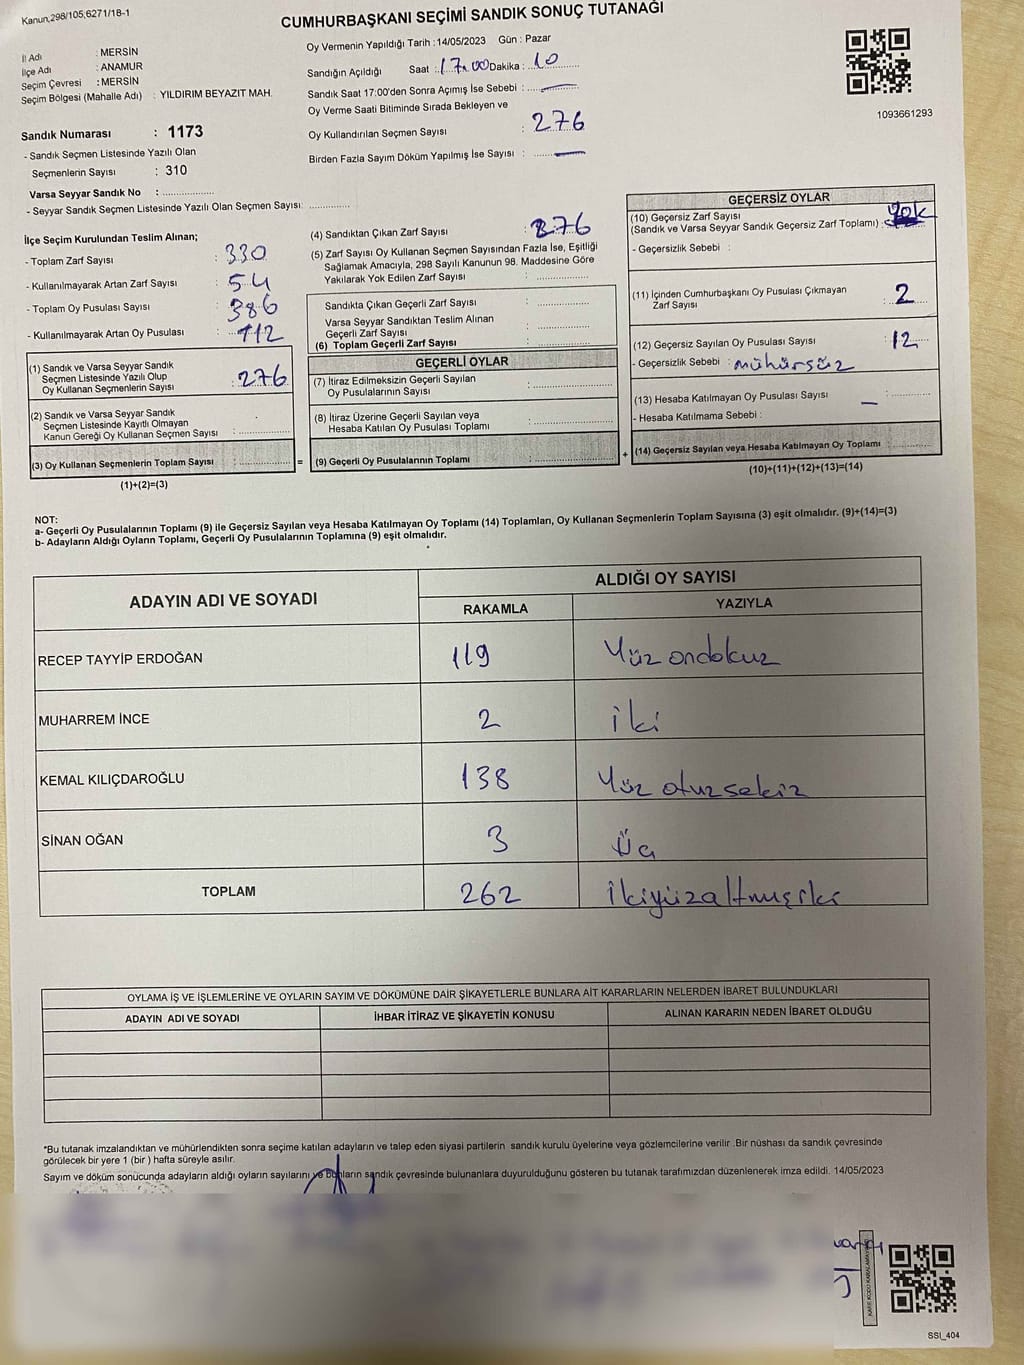 Kanun,298/105;6271/18-1
CUMHURBAŞKANI SEÇİMİ SANDIK SONUÇ TUTANAĞI
İl Adı : MERSİN
İlçe Adı : ANAMUR
Seçim Çevresi : MERSİN
Seçim Bölgesi (Mahalle Adı) : YILDIRIM BEYAZIT MAH.
Sandık Numarası : 1173
- Sandık Seçmen Listesinde Yazılı Olan
Seçmenlerin Sayısı : 310
Varsa Seyyar Sandık No : ..................
- Seyyar Sandık Seçmen Listesinde Yazılı Olan Seçmen Sayısı: ..............
Oy Vermenin Yapıldığı Tarih : 14/05/2023 Gün : Pazar
Sandığın Açıldığı Saat : 17.00 Dakika : 10
Sandık Saat 17:00'den Sonra Açımış İse Sebebi :
Oy Verme Saati Bitiminde Sırada Bekleyen ve
Oy Kullandırılan Seçmen Sayısı : 276
Birden Fazla Sayım Döküm Yapılmış İse Sayısı : —
1093661293
İlçe Seçim Kurulundan Teslim Alınan;
- Toplam Zarf Sayısı : 330
- Kullanılmayarak Artan Zarf Sayısı : 54
- Toplam Oy Pusulası Sayısı : 386
- Kullanılmayarak Artan Oy Pusulası : 112
(1) Sandık ve Varsa Seyyar Sandık
Seçmen Listesinde Yazılı Olup
Oy Kullanan Seçmenlerin Sayısı : 276
(2) Sandık ve Varsa Seyyar Sandık
Seçmen Listesinde Kayıtlı Olmayan
Kanun Gereği Oy Kullanan Seçmen Sayısı :
(3) Oy Kullanan Seçmenlerin Toplam Sayısı :
=
(1)+(2)=(3)
(4) Sandıktan Çıkan Zarf Sayısı : 276
(5) Zarf Sayısı Oy Kullanan Seçmen Sayısından Fazla İse, Eşitliği
Sağlamak Amacıyla, 298 Sayılı Kanunun 98. Maddesine Göre
Yakılarak Yok Edilen Zarf Sayısı :
Sandıkta Çıkan Geçerli Zarf Sayısı :
Varsa Seyyar Sandıktan Teslim Alınan
Geçerli Zarf Sayısı :
(6) Toplam Geçerli Zarf Sayısı :
GEÇERLİ OYLAR
(7) İtiraz Edilmeksizin Geçerli Sayılan
Oy Pusulasının Sayısı :
(8) İtiraz Üzerine Geçerli Sayılan veya
Hesaba Katılan Oy Pusulası Toplamı :
(9) Geçerli Oy Pusulalarının Toplamı :
+
GEÇERSİZ OYLAR
(10) Geçersiz Zarf Sayısı
(Sandık ve Varsa Seyyar Sandık Geçersiz Zarf Toplamı) : Yok
- Geçersizlik Sebebi :
(11) İçinden Cumhurbaşkanı Oy Pusulası Çıkmayan
Zarf Sayısı : 2
(12) Geçersiz Sayılan Oy Pusulası Sayısı : 12
- Geçersizlik Sebebi : mühürsüz
(13) Hesaba Katılmayan Oy Pusulası Sayısı — :
- Hesaba Katılmama Sebebi :
(14) Geçersiz Sayılan veya Hesaba Katılmayan Oy Toplamı :
(10)+(11)+(12)+(13)=(14)
NOT:
a- Geçerli Oy Pusulalarının Toplamı (9) ile Geçersiz Sayılan veya Hesaba Katılmayan Oy Toplamı (14) Toplamları, Oy Kullanan Seçmenlerin Toplam Sayısına (3) eşit olmalıdır. (9)+(14)=(3)
b- Adayların Aldığı Oyların Toplamı, Geçerli Oy Pusulalarının Toplamına (9) eşit olmalıdır.
ADAYIN ADI VE SOYADI
ALDIĞI OY SAYISI
RAKAMLA YAZIYLA
RECEP TAYYİP ERDOĞAN 119 Yüz ondokuz
MUHARREM İNCE 2 iki
KEMAL KILIÇDAROĞLU 138 Yüz otuzsekiz
SİNAN OĞAN 3 Üç
TOPLAM 262 İkiyüzaltmışiki
OYLAMA İŞ VE İŞLEMLERİNE VE OYLARIN SAYIM VE DÖKÜMÜNE DAİR ŞİKAYETLERLE BUNLARA AİT KARARLARIN NELERDEN İBARET BULUNDUKLARI
ADAYIN ADI VE SOYADI İHBAR İTİRAZ VE ŞİKAYETİN KONUSU ALINAN KARARIN NEDEN İBARET OLDUĞU
*Bu tutanak imzalandıktan ve mühürlendikten sonra seçime katılan adayların ve talep eden siyasi partilerin sandık kurulu üyelerine veya gözlemcilerine verilir .Bir nüshası da sandık çevresinde
görülecek bir yere 1 (bir ) hafta süreyle asılır.
Sayım ve döküm sonucunda adayların aldığı oyların sayılarını ve bunların sandık çevresinde bulunanlara duyurulduğunu gösteren bu tutanak tarafımızdan düzenlenerek imza edildi. 14/05/2023
SSI_404